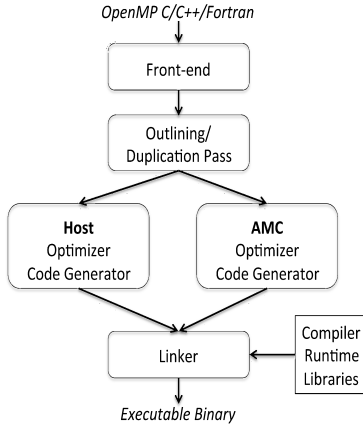 OpenMP C/C++/Fortran
Front-end
Outlining/
Duplication Pass
Host
Optimizer
Code Generator
AMC
Optimizer
Code Generator
Linker
Compiler
Runtime
Libraries
Executable Binary